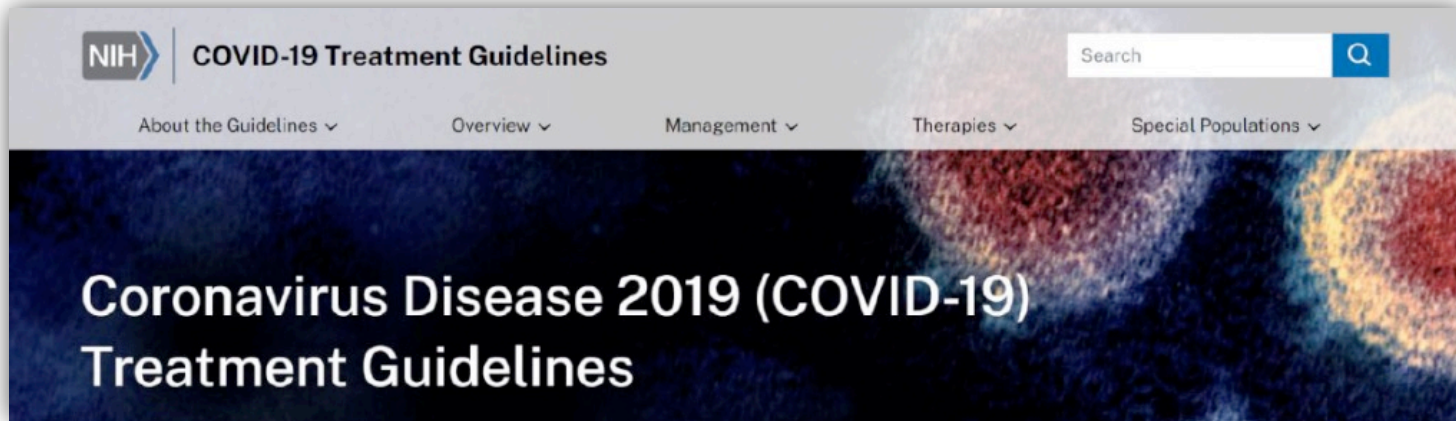 NIH
COVID-19 Treatment Guidelines
Search
About the Guidelines
Overview
Management
Therapies
Special Populations
Coronavirus Disease 2019 (COVID-19)
Treatment Guidelines